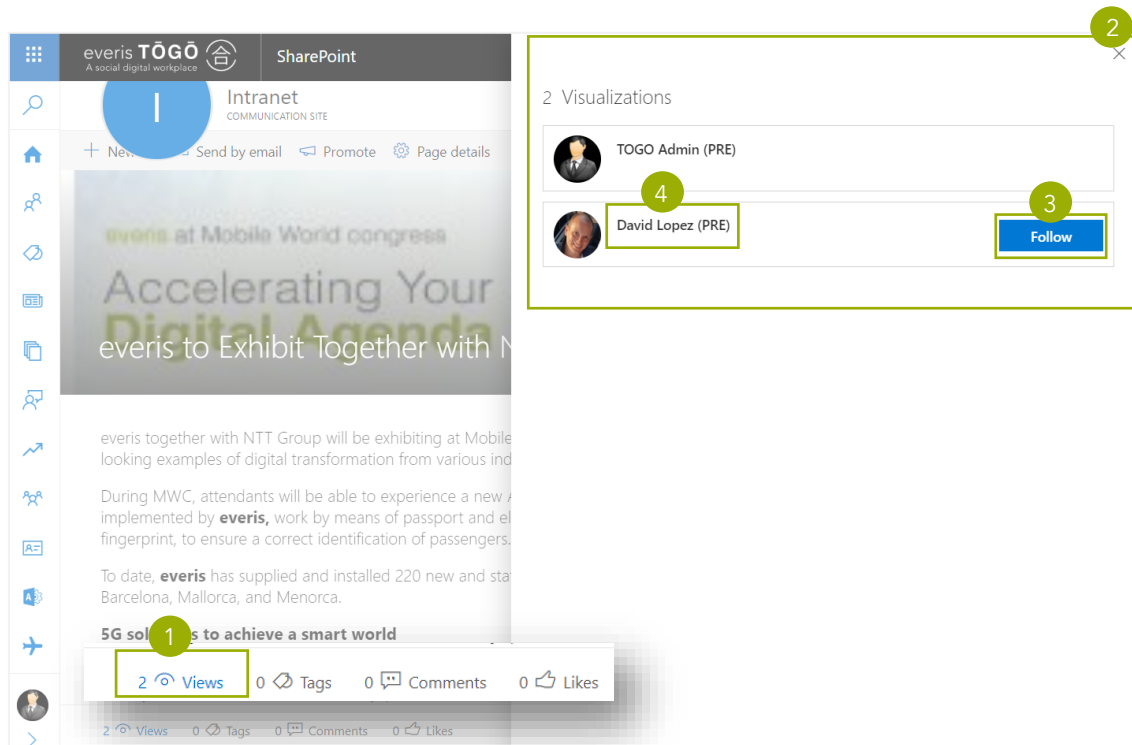 2
everis TŌGŌ 合
A social digital workplace
SharePoint
I
Intranet
COMMUNICATION SITE
2 Visualizations
Send by email Promote Page details
TOGO Admin (PRE)
4
3
David Lopez (PRE)
Follow
everis at Mobile World congress
Accelerating Your
Digital Agenda
everis to Exhibit Together with N
everis together with NTT Group will be exhibiting at Mobile
looking examples of digital transformation from various ind
During MWC, attendants will be able to experience a new A
implemented by everis, work by means of passport and el
fingerprint, to ensure a correct identification of passengers.
To date, everis has supplied and installed 220 new and sta
Barcelona, Mallorca, and Menorca.
1
5G sol s to achieve a smart world
2 Views 0 Tags 0 Comments 0 Likes
2 Views 0 Tags 0 Comments 0 Likes